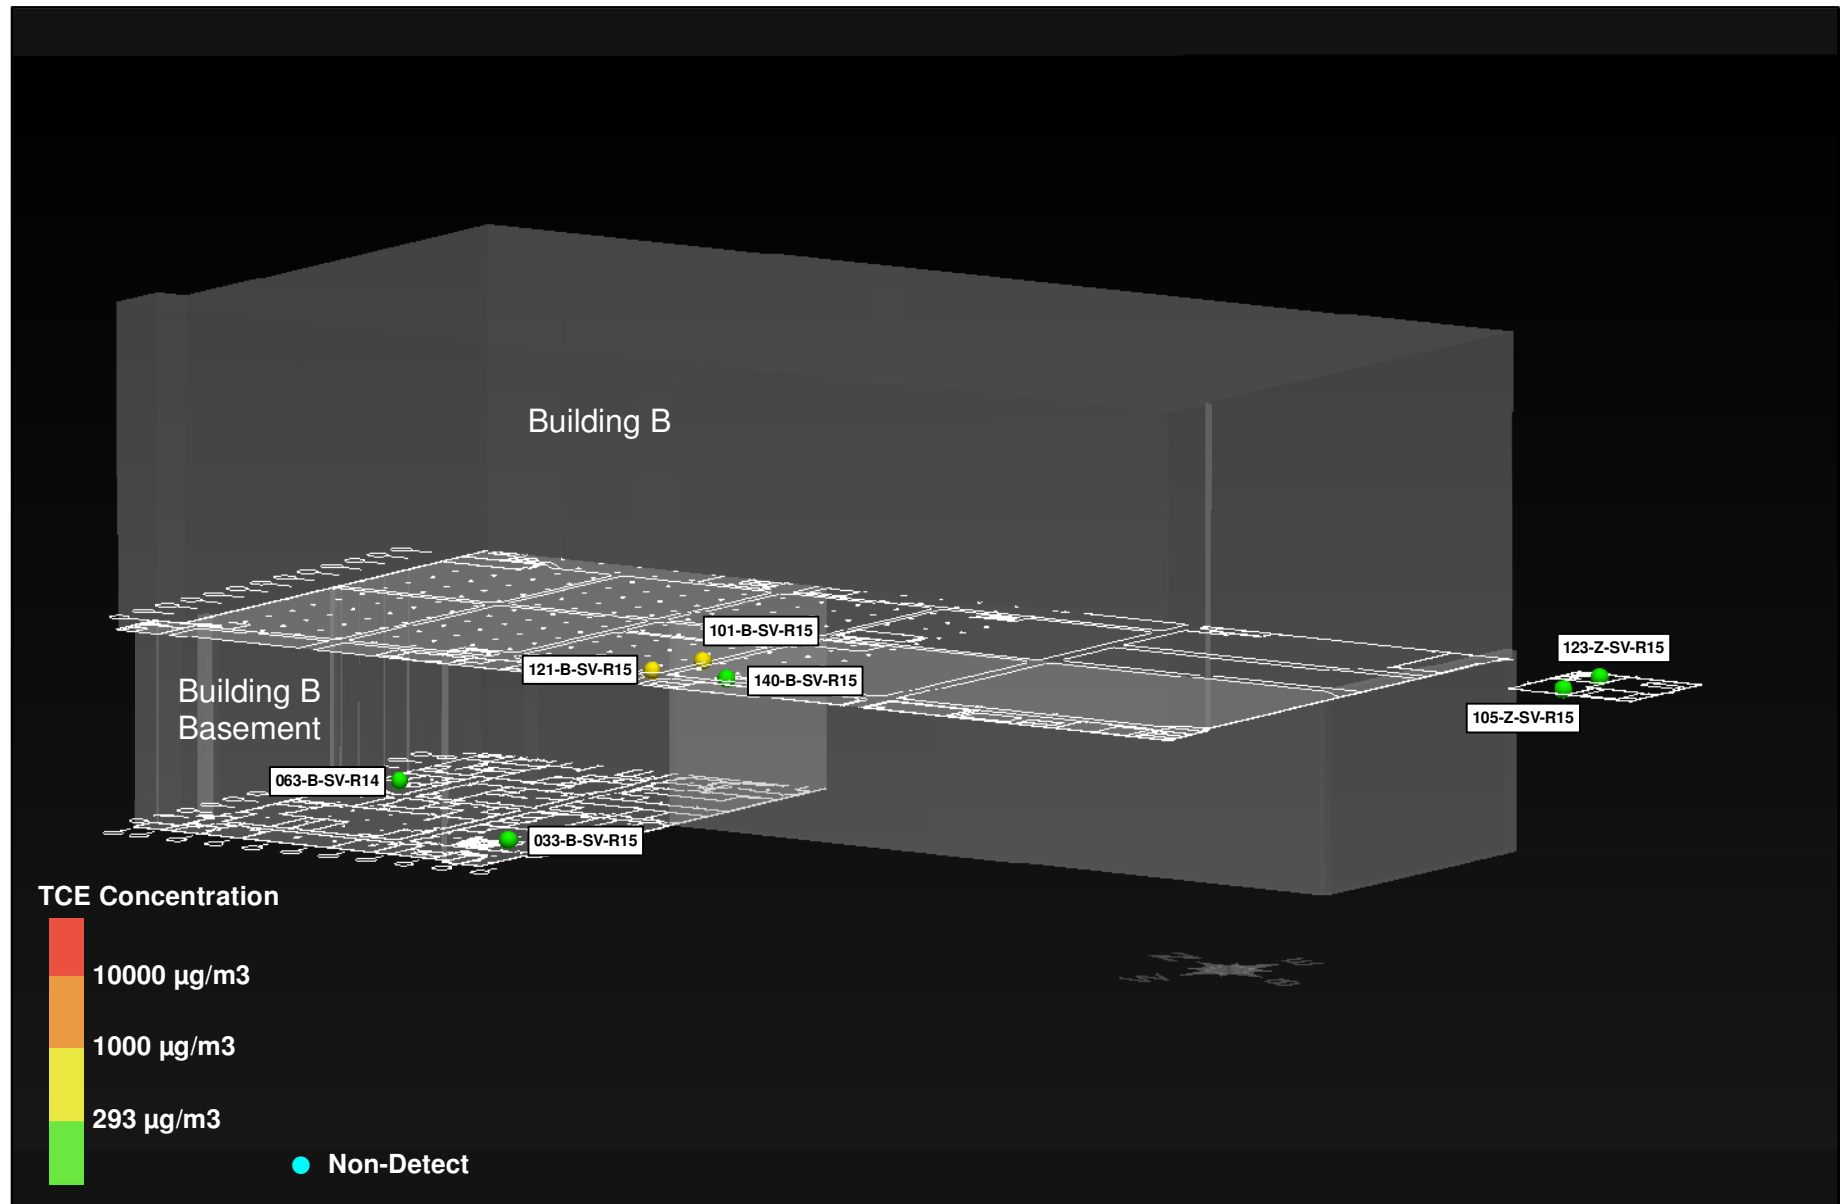 Building B
101-B-SV-R15
121-B-SV-R15
140-B-SV-R15
123-Z-SV-R15
105-Z-SV-R15
Building B
Basement
063-B-SV-R14
033-B-SV-R15
TCE Concentration
10000 µg/m3
1000 µg/m3
293 µg/m3
Non-Detect